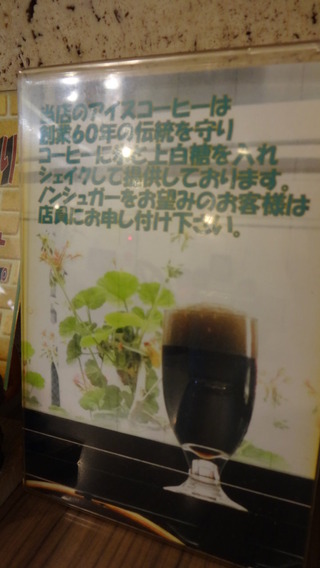 当店のアイスコーヒーは
創業60年の伝統を守り
コーヒーに氷と上白糖を入れ
シェイクして提供しております。
ノンシュガーをお望みのお客様は
店員にお申し付け下さい。